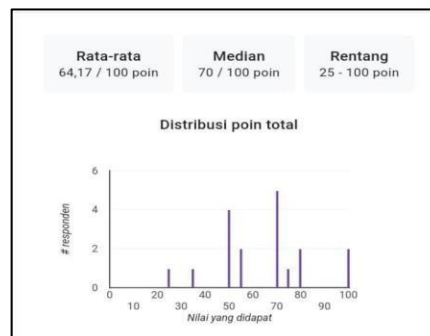 Rata-rata
64,17 / 100 poin
Median
70 / 100 poin
Rentang
25 - 100 poin
Distribusi poin total
# responden
6
4
2
0
0 20 40 60 80 100
10 30 50 70 90
Nilai yang didapat